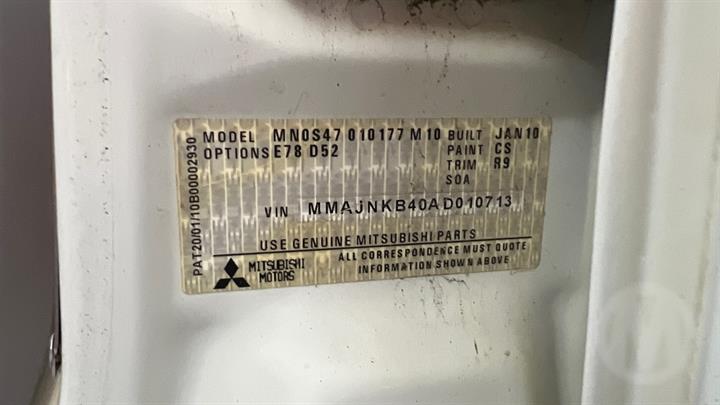 MODEL MN0S47 010177 M10 BUILT JAN10
OPTIONS E78 D52 PAINT CS
TRIM R9
SOA
VIN MMAJNKB40AD010713
USE GENUINE MITSUBISHI PARTS
MITSUBISHI MOTORS
ALL CORRESPONDENCE MUST QUOTE
INFORMATION SHOWN ABOVE
PAT20/01/10B00002930
M